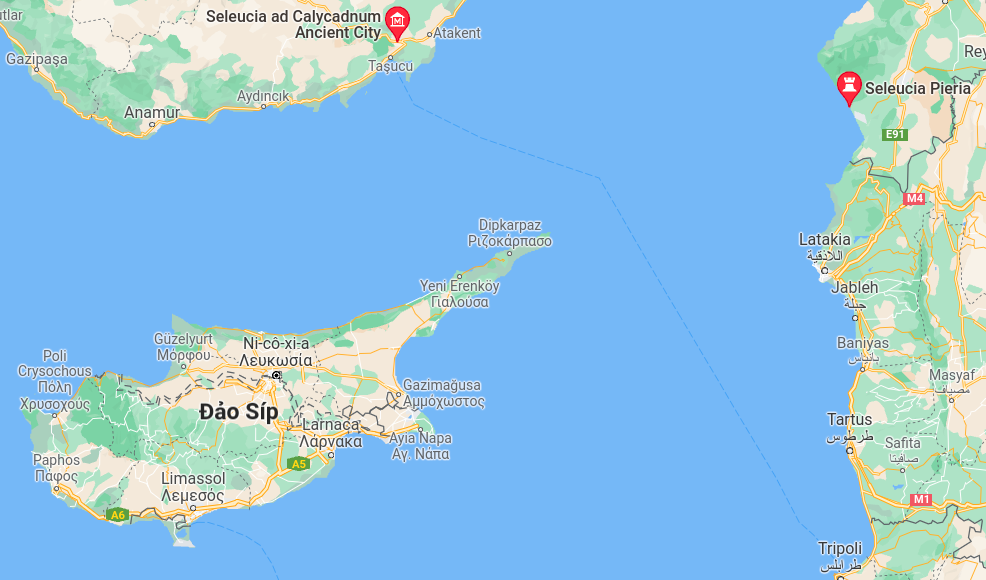 utlar
Seleucia ad Calycadnum
Ancient City
Atakent
Gazipaşa
Taşucu
Aydıncık
Anamur
Rey
Seleucia Pieria
E91
M4
Dipkarpaz
Ριζοκάρπασο
Latakia
اللاذقية
Yeni Erenköy
Γιαλούσα
Jableh
جبلة
Güzelyurt
Μόρφου
Ni-cô-xi-a
Λευκωσία
Baniyas
بانياس
Poli
Crysochous
Πόλη
Χρυσοχούς
Masyaf
مصياف
Gazimağusa
Αμμόχωστος
Đảo Síp
Larnaca
Λάρνακα
Tartus
طرطوس
Ayia Napa
Αγ. Νάπα
Safita
صافيتا
Paphos
Πάφος
A5
Limassol
Λεμεσός
M1
A6
Tripoli
طرابلس